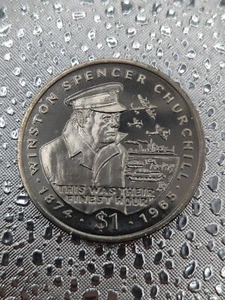 WINSTON SPENCER CHURCHILL
"THIS WAS THEIR
FINEST HOUR"
1874 · $1 · 1965